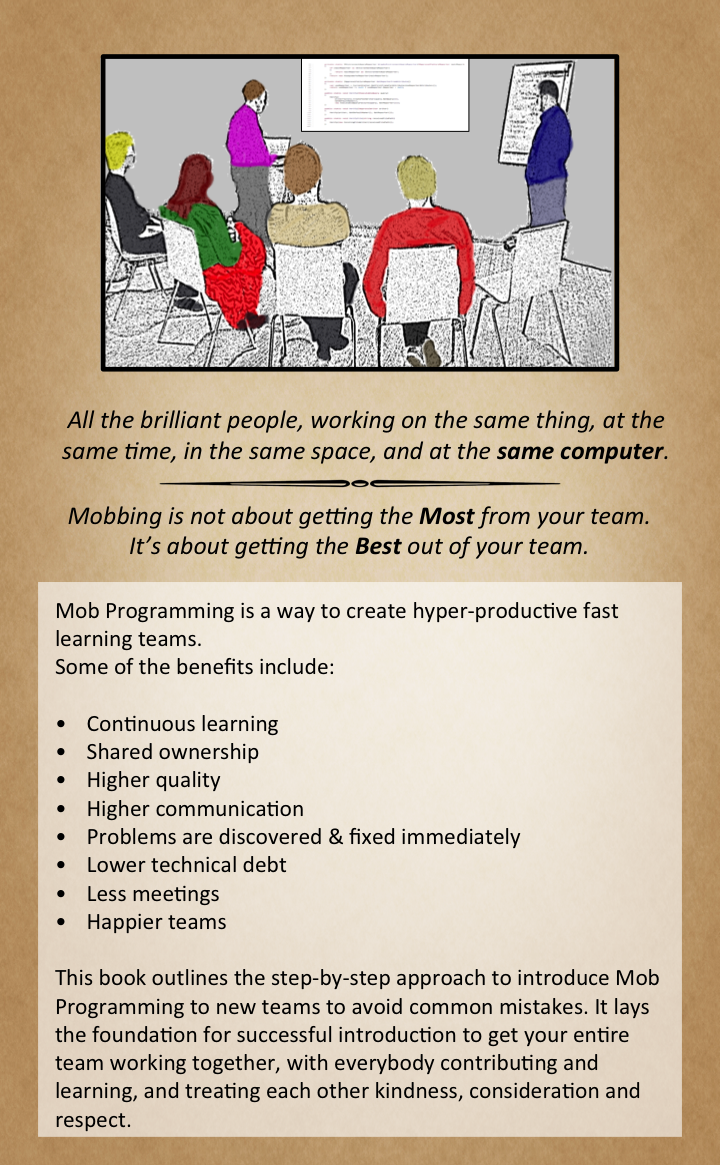 All the brilliant people, working on the same thing, at the
same time, in the same space, and at the same computer.
Mobbing is not about getting the Most from your team.
It’s about getting the Best out of your team.
Mob Programming is a way to create hyper-productive fast
learning teams.
Some of the benefits include:
• Continuous learning
• Shared ownership
• Higher quality
• Higher communication
• Problems are discovered & fixed immediately
• Lower technical debt
• Less meetings
• Happier teams
This book outlines the step-by-step approach to introduce Mob
Programming to new teams to avoid common mistakes. It lays
the foundation for successful introduction to get your entire
team working together, with everybody contributing and
learning, and treating each other kindness, consideration and
respect.